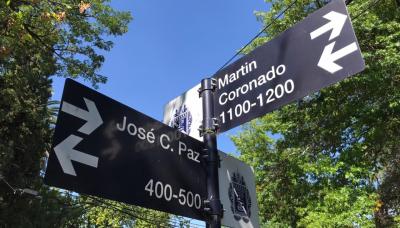 Martin
Coronado
1100-1200
José C. Paz
400-500